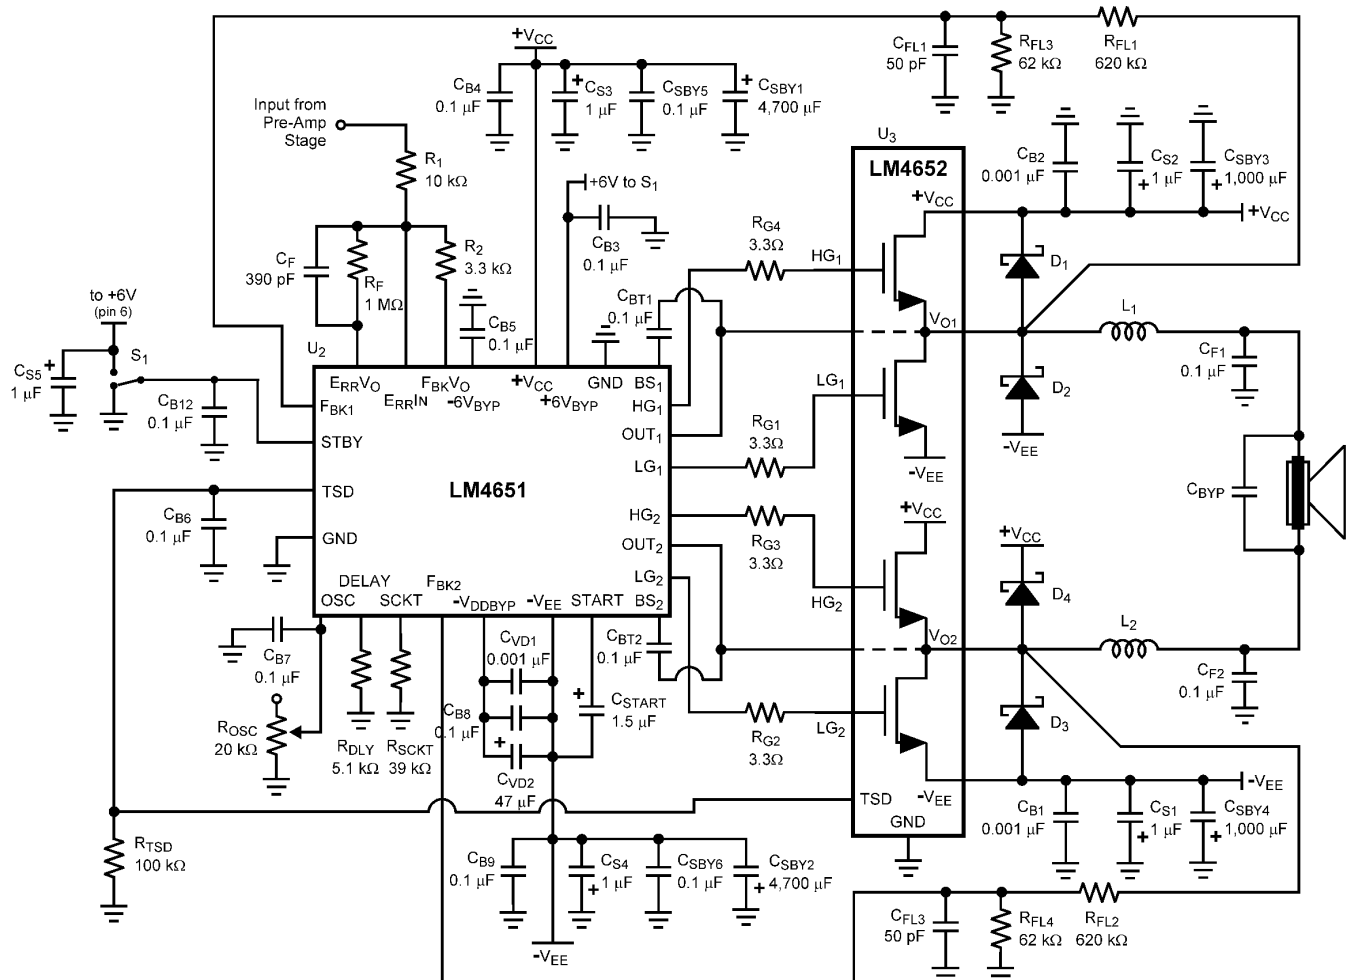 +VCC
CB4
0.1 µF
CS3
1 µF
CSBY5
0.1 µF
CSBY1
4,700 µF
CFL1
50 pF
RFL3
62 kΩ
RFL1
620 kΩ
Input from
Pre-Amp
Stage
R1
10 kΩ
+6V to S1
CB3
0.1 µF
U3
LM4652
+VCC
CB2
0.001 µF
CS2
1 µF
CSBY3
1,000 µF
+VCC
CF
390 pF
RF
1 MΩ
R2
3.3 kΩ
CB5
0.1 µF
CBT1
0.1 µF
RG4
3.3Ω
HG1
VO1
D1
L1
CF1
0.1 µF
D2
-VEE
to +6V
(pin 6)
S1
CS5
1 µF
CB12
0.1 µF
U2
ERRVO
ERRIN
FBKVO
-6VBYP
+VCC
+6VBYP
GND
BS1
FBK1
HG1
OUT1
STBY
LG1
LM4651
TSD
HG2
OUT2
GND
LG2
DELAY
FBK2
OSC
SCKT
-VDDBYP
-VEE
START
BS2
LG1
RG1
3.3Ω
-VEE
+VCC
RG3
3.3Ω
HG2
VO2
CBYP
+VCC
D4
L2
CF2
0.1 µF
D3
CB6
0.1 µF
CB7
0.1 µF
ROSC
20 kΩ
RDLY
5.1 kΩ
RSCKT
39 kΩ
CVD1
0.001 µF
CB8
0.1 µF
CVD2
47 µF
CSTART
1.5 µF
CBT2
0.1 µF
RG2
3.3Ω
LG2
TSD
-VEE
GND
-VEE
CB1
0.001 µF
CS1
1 µF
CSBY4
1,000 µF
RTSD
100 kΩ
CB9
0.1 µF
CS4
1 µF
CSBY6
0.1 µF
CSBY2
4,700 µF
-VEE
CFL3
50 pF
RFL4
62 kΩ
RFL2
620 kΩ